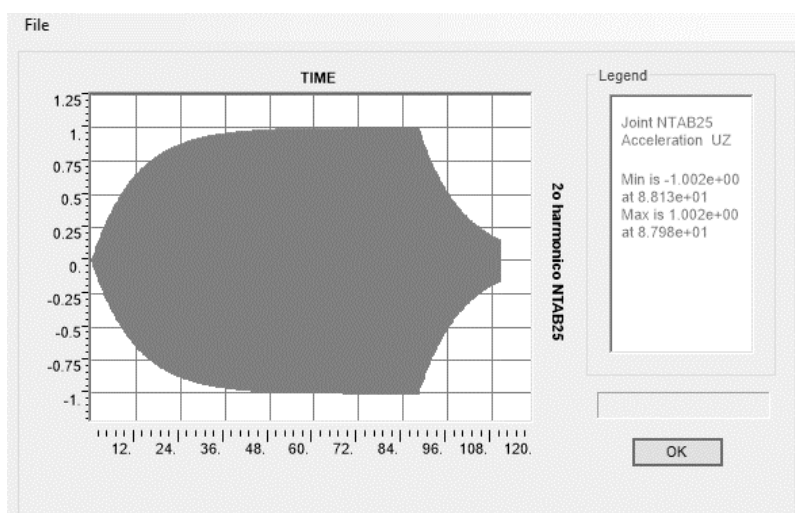 File
TIME
1.25
1.
0.75
0.5
0.25
0.
-0.25
-0.5
-0.75
-1.
12. 24. 36. 48. 60. 72. 84. 96. 108. 120.
2o harmonico NTAB25
Legend
Joint NTAB25
Acceleration UZ
Min is -1.002e+00
at 8.813e+01
Max is 1.002e+00
at 8.798e+01
OK